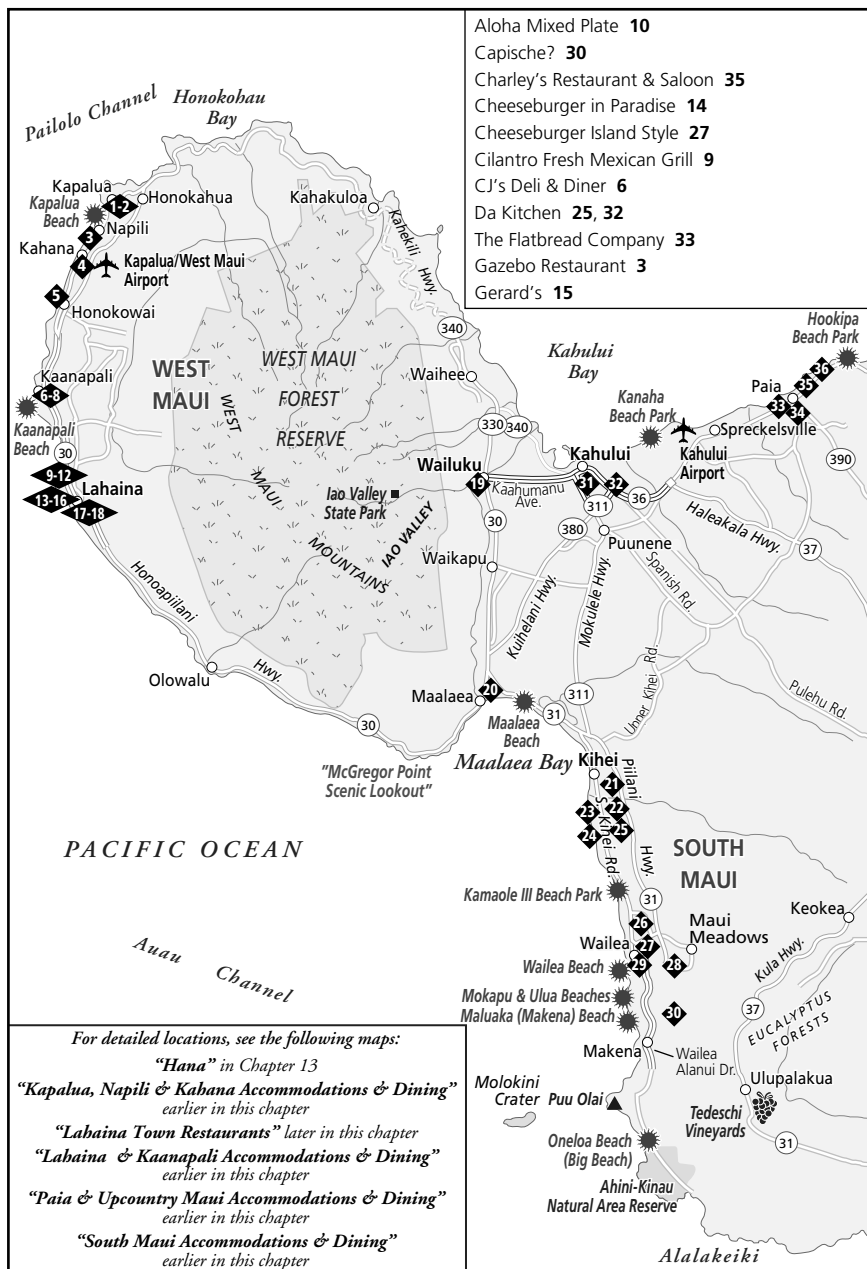 Aloha Mixed Plate 10
Capische? 30
Charley's Restaurant & Saloon 35
Cheeseburger in Paradise 14
Cheeseburger Island Style 27
Cilantro Fresh Mexican Grill 9
CJ's Deli & Diner 6
Da Kitchen 25, 32
The Flatbread Company 33
Gazebo Restaurant 3
Gerard's 15
Pailolo Channel
Honokohau
Bay
Kapalua
1-2
Honokahua
Kapalua
Beach
Napili
3
Kahana
4
Kapalua/West Maui
Airport
5
Honokowai
Kahakuloa
Kahekili Hwy.
340
WEST
MAUI
WEST MAUI
FOREST
RESERVE
Waihee
Kaanapali
6-8
Kaanapali
Beach
30
9-12
13-16
Lahaina
17-18
WEST
MAUI
MOUNTAINS
Iao Valley
State Park
IAO VALLEY
330
340
Kahului
Bay
Hookipa
Beach Park
36
Paia
35
33
34
Kanaha
Beach Park
Spreckelsville
Kahului
Airport
390
Wailuku
19
Kahului
31
32
Kaahumanu
Ave.
311
36
380
Puunene
Haleakala Hwy.
37
30
Waikapu
Kuihelani Hwy.
Mokulele Hwy.
Spanish Rd.
Upper Kihei Rd.
Pulehu Rd.
Honoapiilani
Hwy.
Olowalu
30
Maalaea
20
Maalaea
Beach
311
31
"McGregor Point
Scenic Lookout"
Maalaea Bay
Kihei
21
Piilani
Hwy.
22
23
24
25
S. Kihei Rd.
PACIFIC OCEAN
SOUTH
MAUI
Kamaole III Beach Park
31
26
Maui
Meadows
Keokea
Kula Hwy.
Wailea
27
Wailea Beach
29
28
Mokapu & Ulua Beaches
Maluaka (Makena) Beach
30
37
EUCALYPTUS
FORESTS
Auau Channel
Makena
Wailea
Alanui Dr.
Molokini
Crater
Puu Olai
Ulupalakua
Tedeschi
Vineyards
31
Oneloa Beach
(Big Beach)
Ahini-Kinau
Natural Area Reserve
Alalakeiki
For detailed locations, see the following maps:
"Hana" in Chapter 13
"Kapalua, Napili & Kahana Accommodations & Dining"
earlier in this chapter
"Lahaina Town Restaurants" later in this chapter
"Lahaina & Kaanapali Accommodations & Dining"
earlier in this chapter
"Paia & Upcountry Maui Accommodations & Dining"
earlier in this chapter
"South Maui Accommodations & Dining"
earlier in this chapter